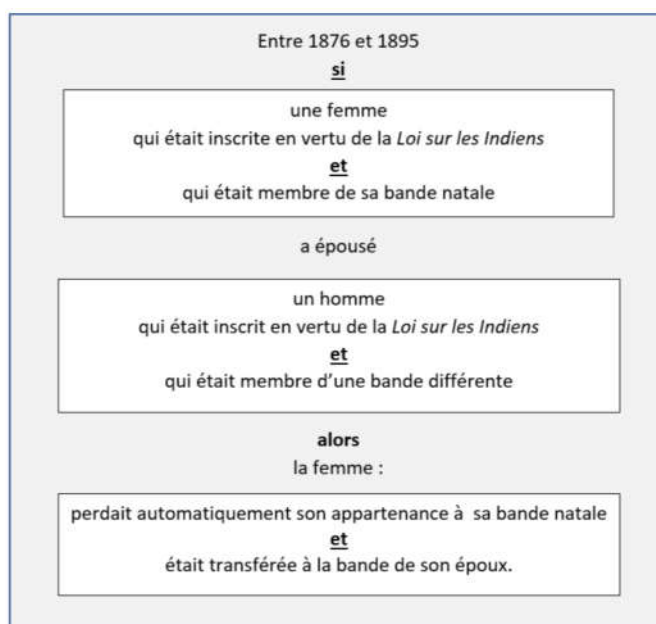 Entre 1876 et 1895
si
une femme
qui était inscrite en vertu de la Loi sur les Indiens
et
qui était membre de sa bande natale
a épousé
un homme
qui était inscrit en vertu de la Loi sur les Indiens
et
qui était membre d’une bande différente
alors
la femme :
perdait automatiquement son appartenance à sa bande natale
et
était transférée à la bande de son époux.